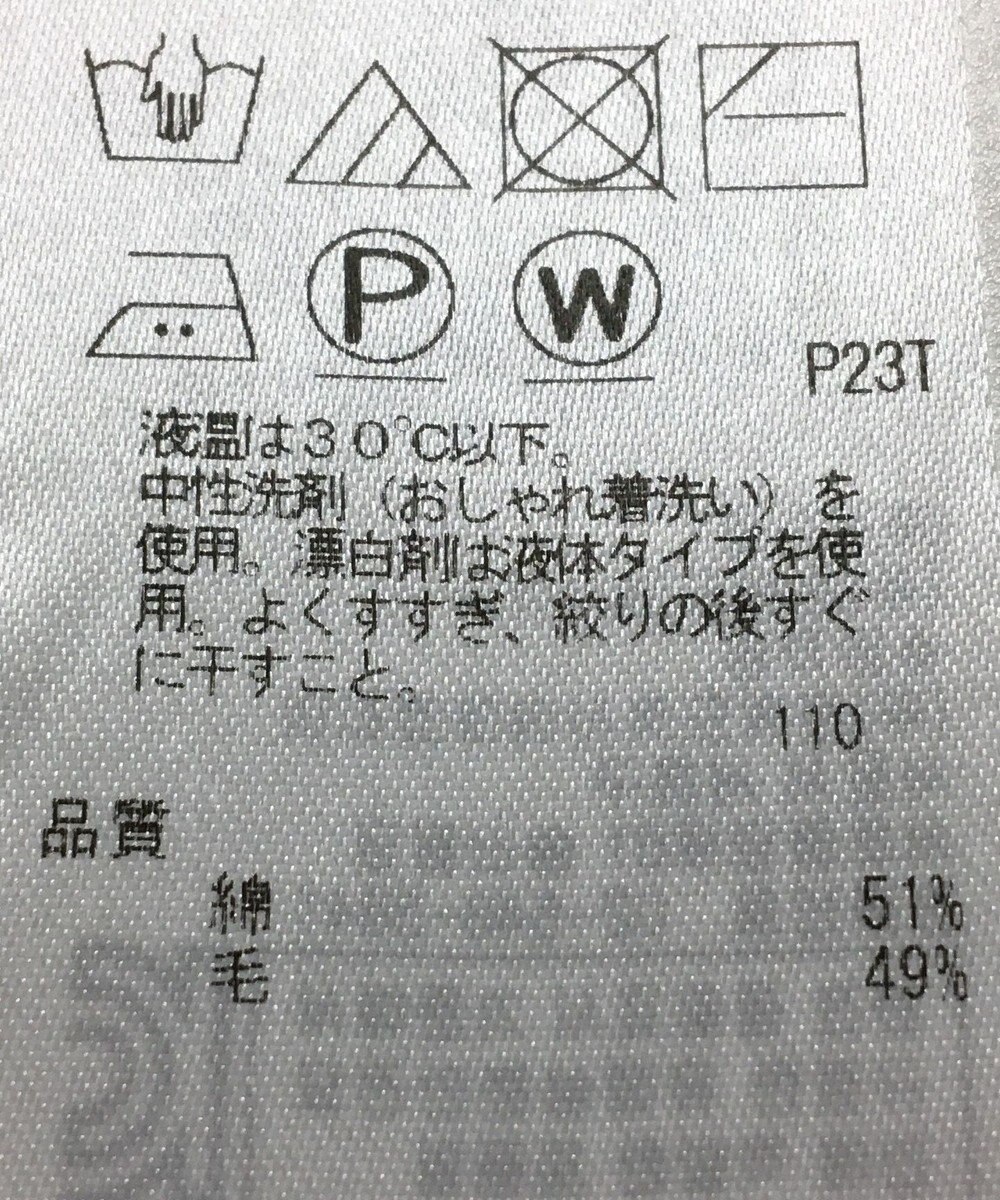 P
W
P23T
液温は30℃以下。
中性洗剤（おしゃれ着洗い）を
使用。漂白剤は液体タイプを使
用。よくすすぎ、絞りの後すぐ
に干すこと。
110
品質
綿 51%
毛 49%